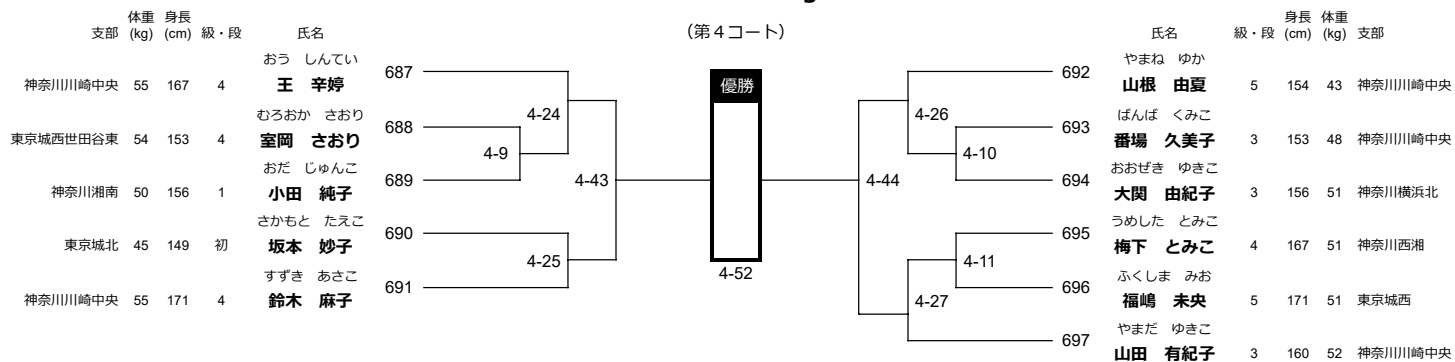 （第４コート）
支部 体重(kg) 身長(cm) 級・段 氏名
おう　しんてい
神奈川川崎中央 55 167 4 王　辛婷 687
むろおか　さおり
東京城西世田谷東 54 153 4 室岡　さおり 688
おだ　じゅんこ
神奈川湘南 50 156 1 小田　純子 689
さかもと　たえこ
東京城北 45 149 初 坂本　妙子 690
すずき　あさこ
神奈川川崎中央 55 171 4 鈴木　麻子 691
4-24
4-9
4-43
4-25
優勝
4-52
4-44
4-26
4-10
4-11
4-27
氏名 級・段 身長(cm) 体重(kg) 支部
やまね　ゆか
692 山根　由夏 5 154 43 神奈川川崎中央
ばんば　くみこ
693 番場　久美子 3 153 48 神奈川川崎中央
おおぜき　ゆきこ
694 大関　由紀子 3 156 51 神奈川横浜北
うめした　とみこ
695 梅下　とみこ 4 167 51 神奈川西湘
ふくしま　みお
696 福嶋　未央 5 171 51 東京城西
やまだ　ゆきこ
697 山田　有紀子 3 160 52 神奈川川崎中央